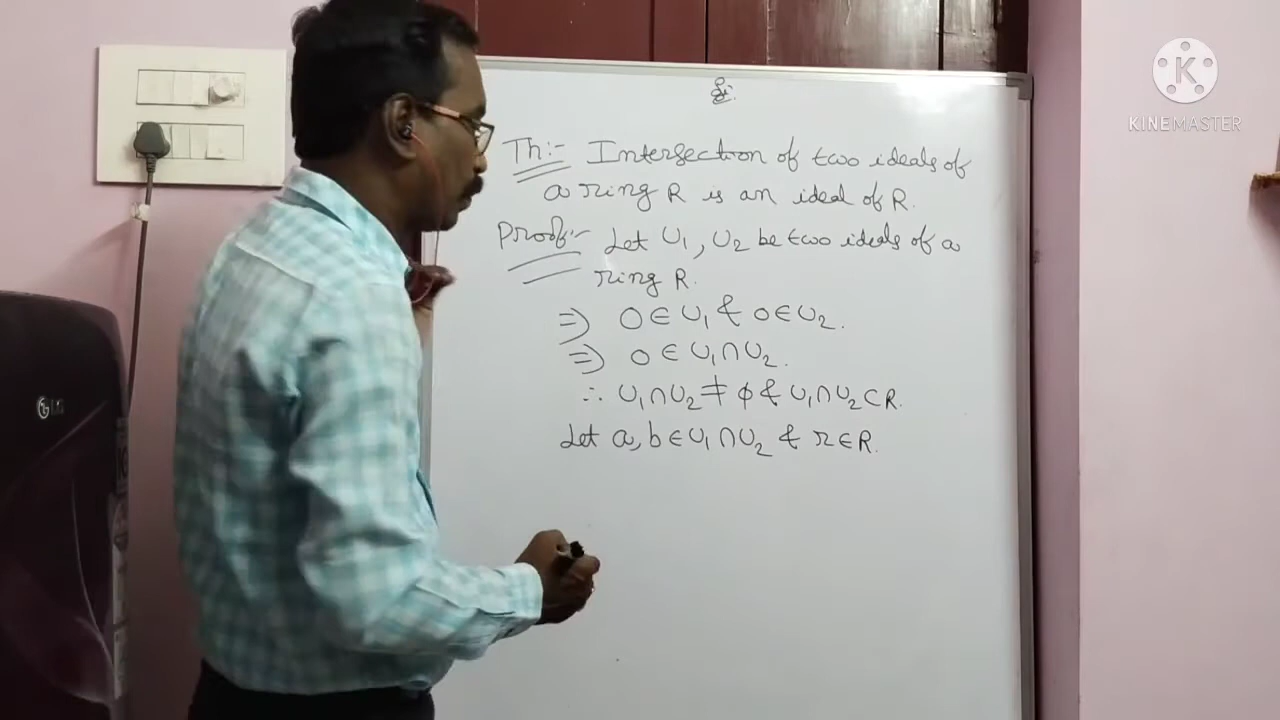 KINEMASTER
Th:- Intersection of two ideals of
a ring R is an ideal of R.
Proof:- Let U₁, U₂ be two ideals of a
ring R.
⇒ 0 ∈ U₁ & 0 ∈ U₂.
⇒ 0 ∈ U₁ ∩ U₂.
∴ U₁ ∩ U₂ ≠ ϕ & U₁ ∩ U₂ ⊂ R.
Let a, b ∈ U₁ ∩ U₂ & r ∈ R.
LG